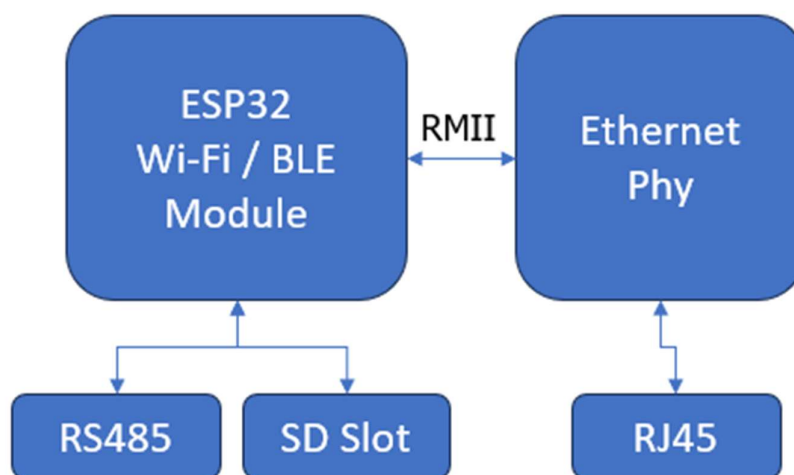 ESP32
Wi-Fi / BLE
Module
RMII
Ethernet
Phy
RS485
SD Slot
RJ45